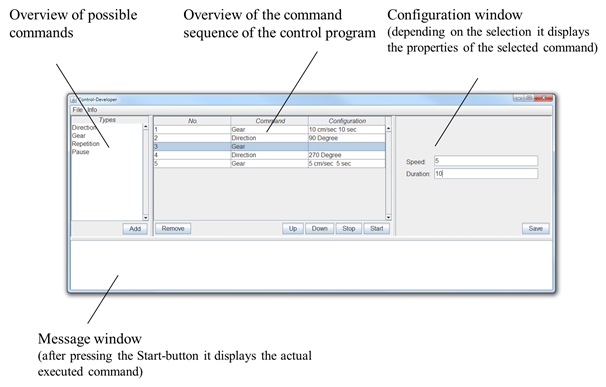 Overview of possible
commands
Overview of the command
sequence of the control program
Configuration window
(depending on the selection it displays
the properties of the selected command)
Control-Developer
File Info
Types
Direction
Gear
Repetition
Pause
Add
No. Command Configuration
1 Gear 10 cm/sec 10 sec
2 Direction 90 Degree
3 Gear
4 Direction 270 Degree
5 Gear 5 cm/sec 5 sec
Remove Up Down Stop Start
Speed: 5
Duration: 10
Save
Message window
(after pressing the Start-button it displays the actual
executed command)